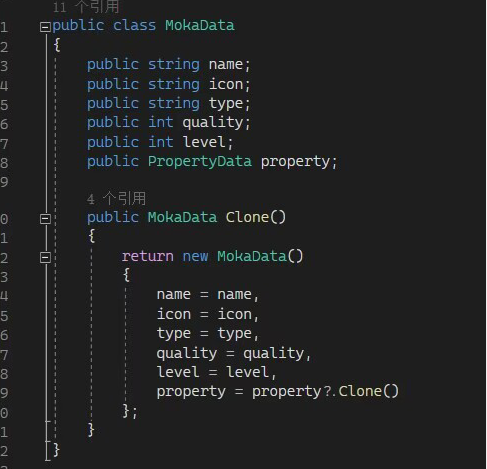 11 个引用
1 public class MokaData
2 {
3 public string name;
4 public string icon;
5 public string type;
6 public int quality;
7 public int level;
8 public PropertyData property;
9
4 个引用
0 public MokaData Clone()
1 {
2 return new MokaData()
3 {
4 name = name,
5 icon = icon,
6 type = type,
7 quality = quality,
8 level = level,
9 property = property?.Clone()
0 };
1 }
2 }